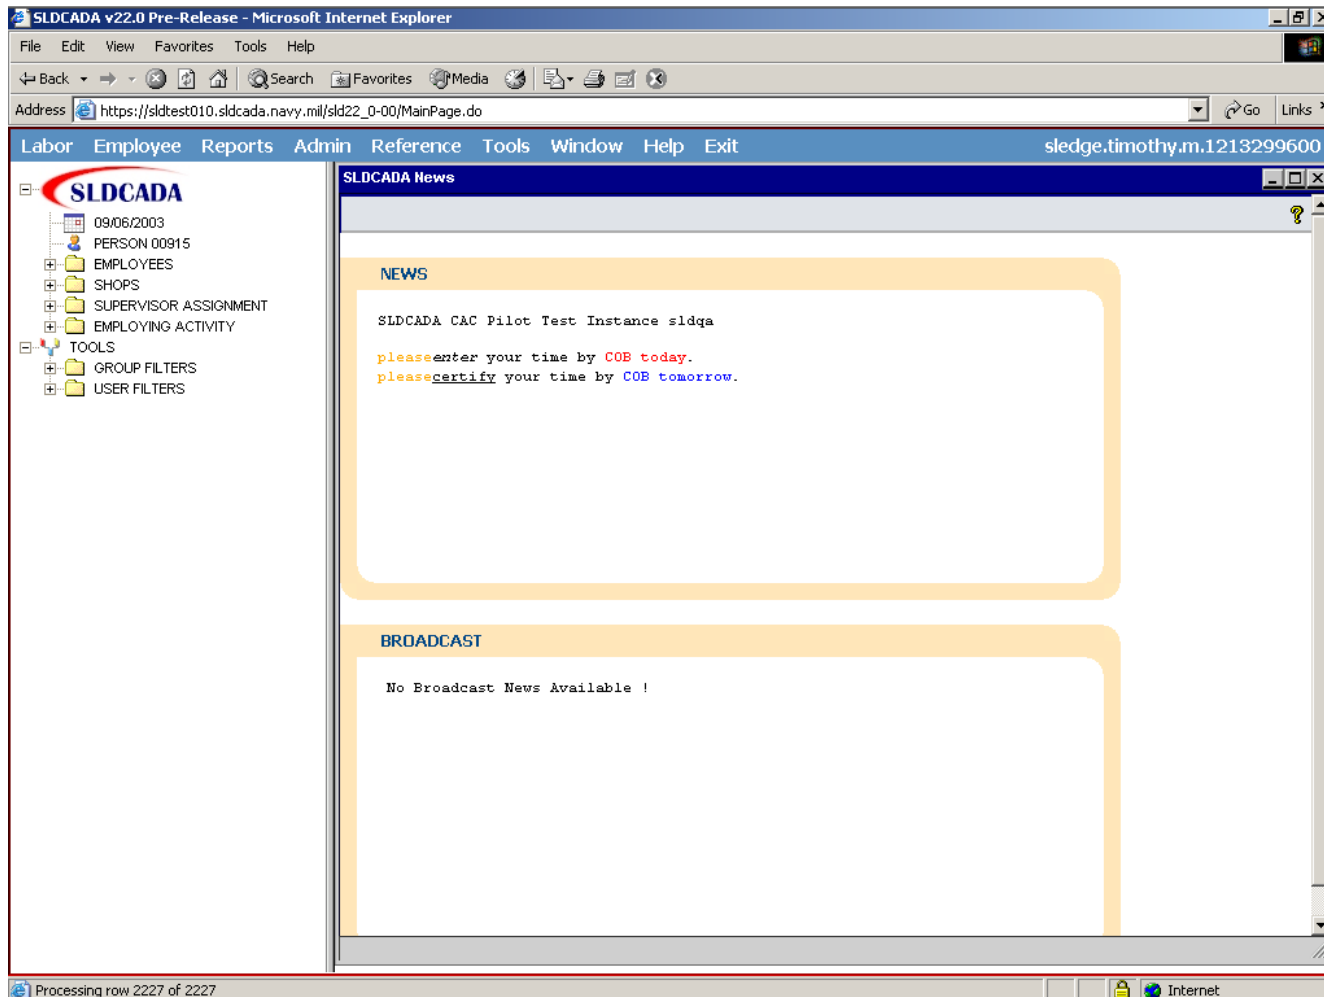 SLDCADA v22.0 Pre-Release - Microsoft Internet Explorer
File Edit View Favorites Tools Help
Back Search Favorites Media
Address https://sldtest010.sldcada.navy.mil/sld22_0-00/MainPage.do Go Links
Labor Employee Reports Admin Reference Tools Window Help Exit sledge.timothy.m.1213299600
SLDCADA
09/06/2003
PERSON 00915
EMPLOYEES
SHOPS
SUPERVISOR ASSIGNMENT
EMPLOYING ACTIVITY
TOOLS
GROUP FILTERS
USER FILTERS
SLDCADA News
NEWS
SLDCADA CAC Pilot Test Instance sldqa
pleaseenter your time by COB today.
pleasecertify your time by COB tomorrow.
BROADCAST
No Broadcast News Available !
Processing row 2227 of 2227 Internet